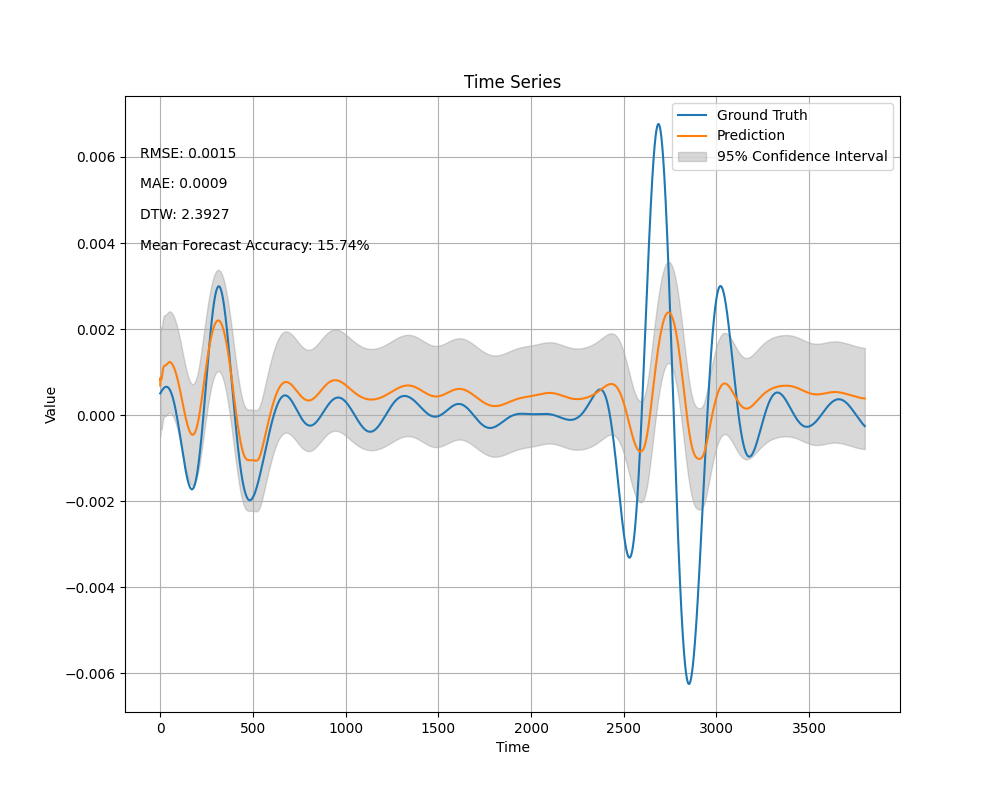 Time Series
Ground Truth
Prediction
95% Confidence Interval
RMSE: 0.0015
MAE: 0.0009
DTW: 2.3927
Mean Forecast Accuracy: 15.74%
Value
0.006
0.004
0.002
0.000
−0.002
−0.004
−0.006
0 500 1000 1500 2000 2500 3000 3500
Time